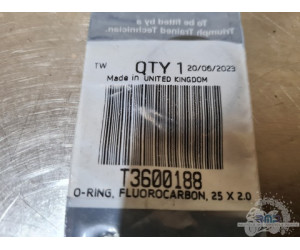 To be fitted by a
Triumph Trained Technician.
TW QTY 1 20/06/2023
Made in UNITED KINGDOM
T3600188
O-RING, FLUOROCARBON, 25 X 2.0